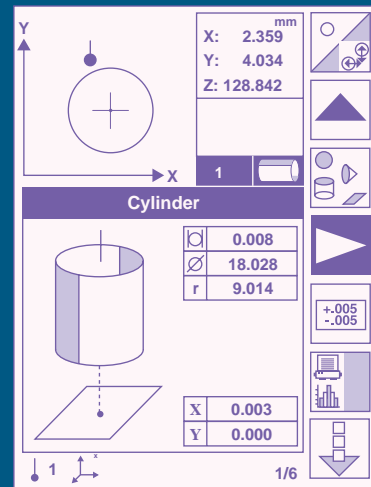 Y
mm
X: 2.359
Y: 4.034
Z: 128.842
X
1
Cylinder
0.008
Ø 18.028
r 9.014
+.005
-.005
X 0.003
Y 0.000
1
x
1/6